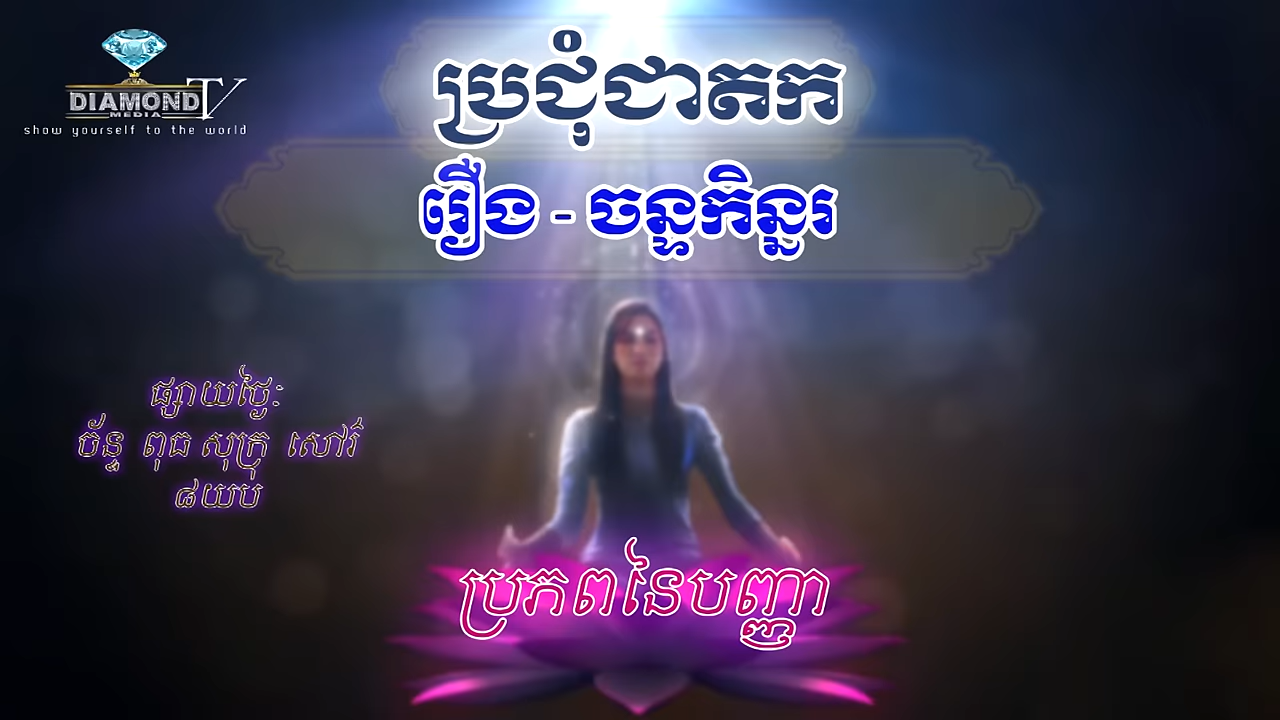 DIAMOND TV
MEDIA
show yourself to the world
ប្រជុំជាតក
រឿង - ចន្ទកិន្នរ
ផ្សាយថ្ងៃៈ
ច័ន្ទ ពុធ សុក្រ សៅរ៍
៨យប់
ប្រភពនៃបញ្ញា